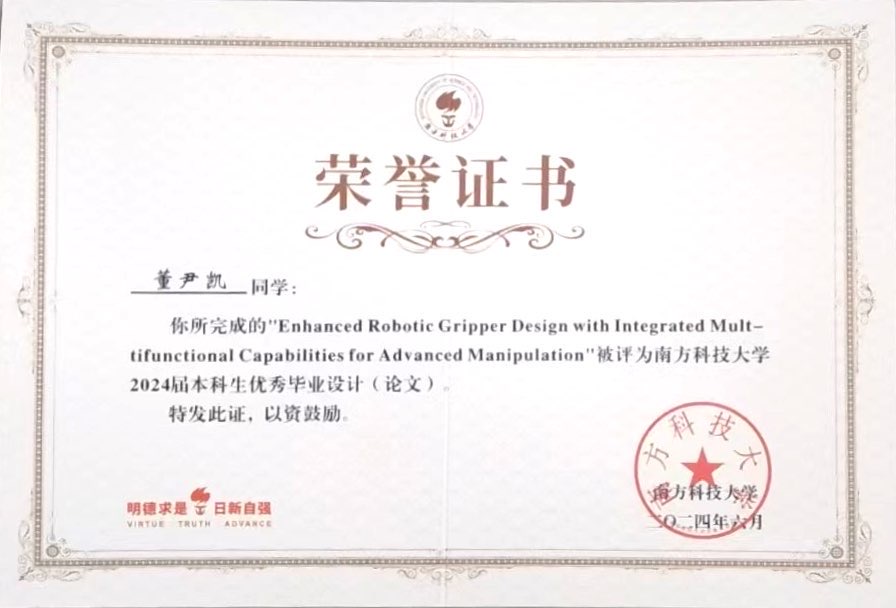 荣誉证书
董尹凯 同学：
你所完成的"Enhanced Robotic Gripper Design with Integrated Mult-
tifunctional Capabilities for Advanced Manipulation"被评为南方科技大学
2024届本科生优秀毕业设计（论文）。
特发此证，以资鼓励。
南方科技大学
南方科技大学
二〇二四年六月
明德求是 日新自强
VIRTUE TRUTH ADVANCE